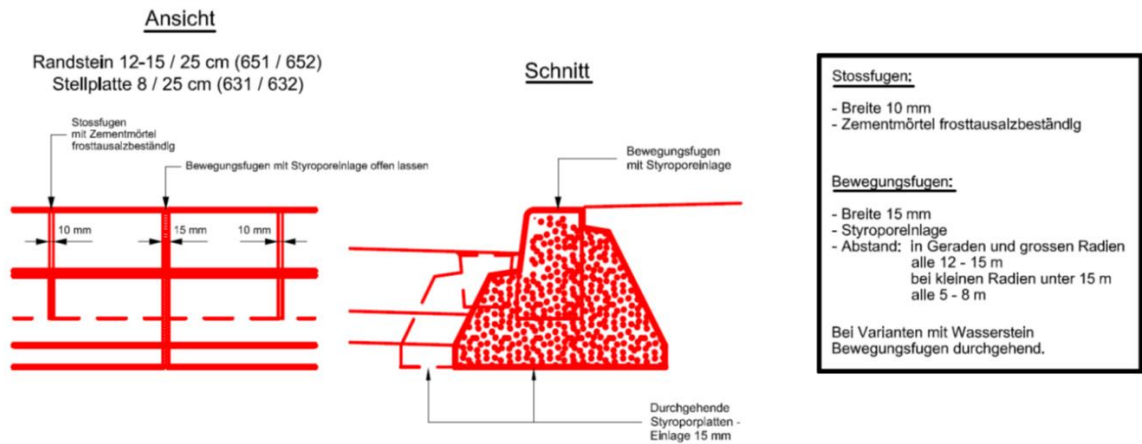 Ansicht
Randstein 12-15 / 25 cm (651 / 652)
Stellplatte 8 / 25 cm (631 / 632)
Stossfugen
mit Zementmörtel
frosttausalzbeständig
Bewegungsfugen mit Styroporeinlage offen lassen
10 mm
15 mm
10 mm
Schnitt
Bewegungsfugen
mit Styroporeinlage
Durchgehende
Styroporplatten -
Einlage 15 mm
Stossfugen:
- Breite 10 mm
- Zementmörtel frosttausalzbeständig
Bewegungsfugen:
- Breite 15 mm
- Styroporeinlage
- Abstand: in Geraden und grossen Radien
alle 12 - 15 m
bei kleinen Radien unter 15 m
alle 5 - 8 m
Bei Varianten mit Wasserstein
Bewegungsfugen durchgehend.